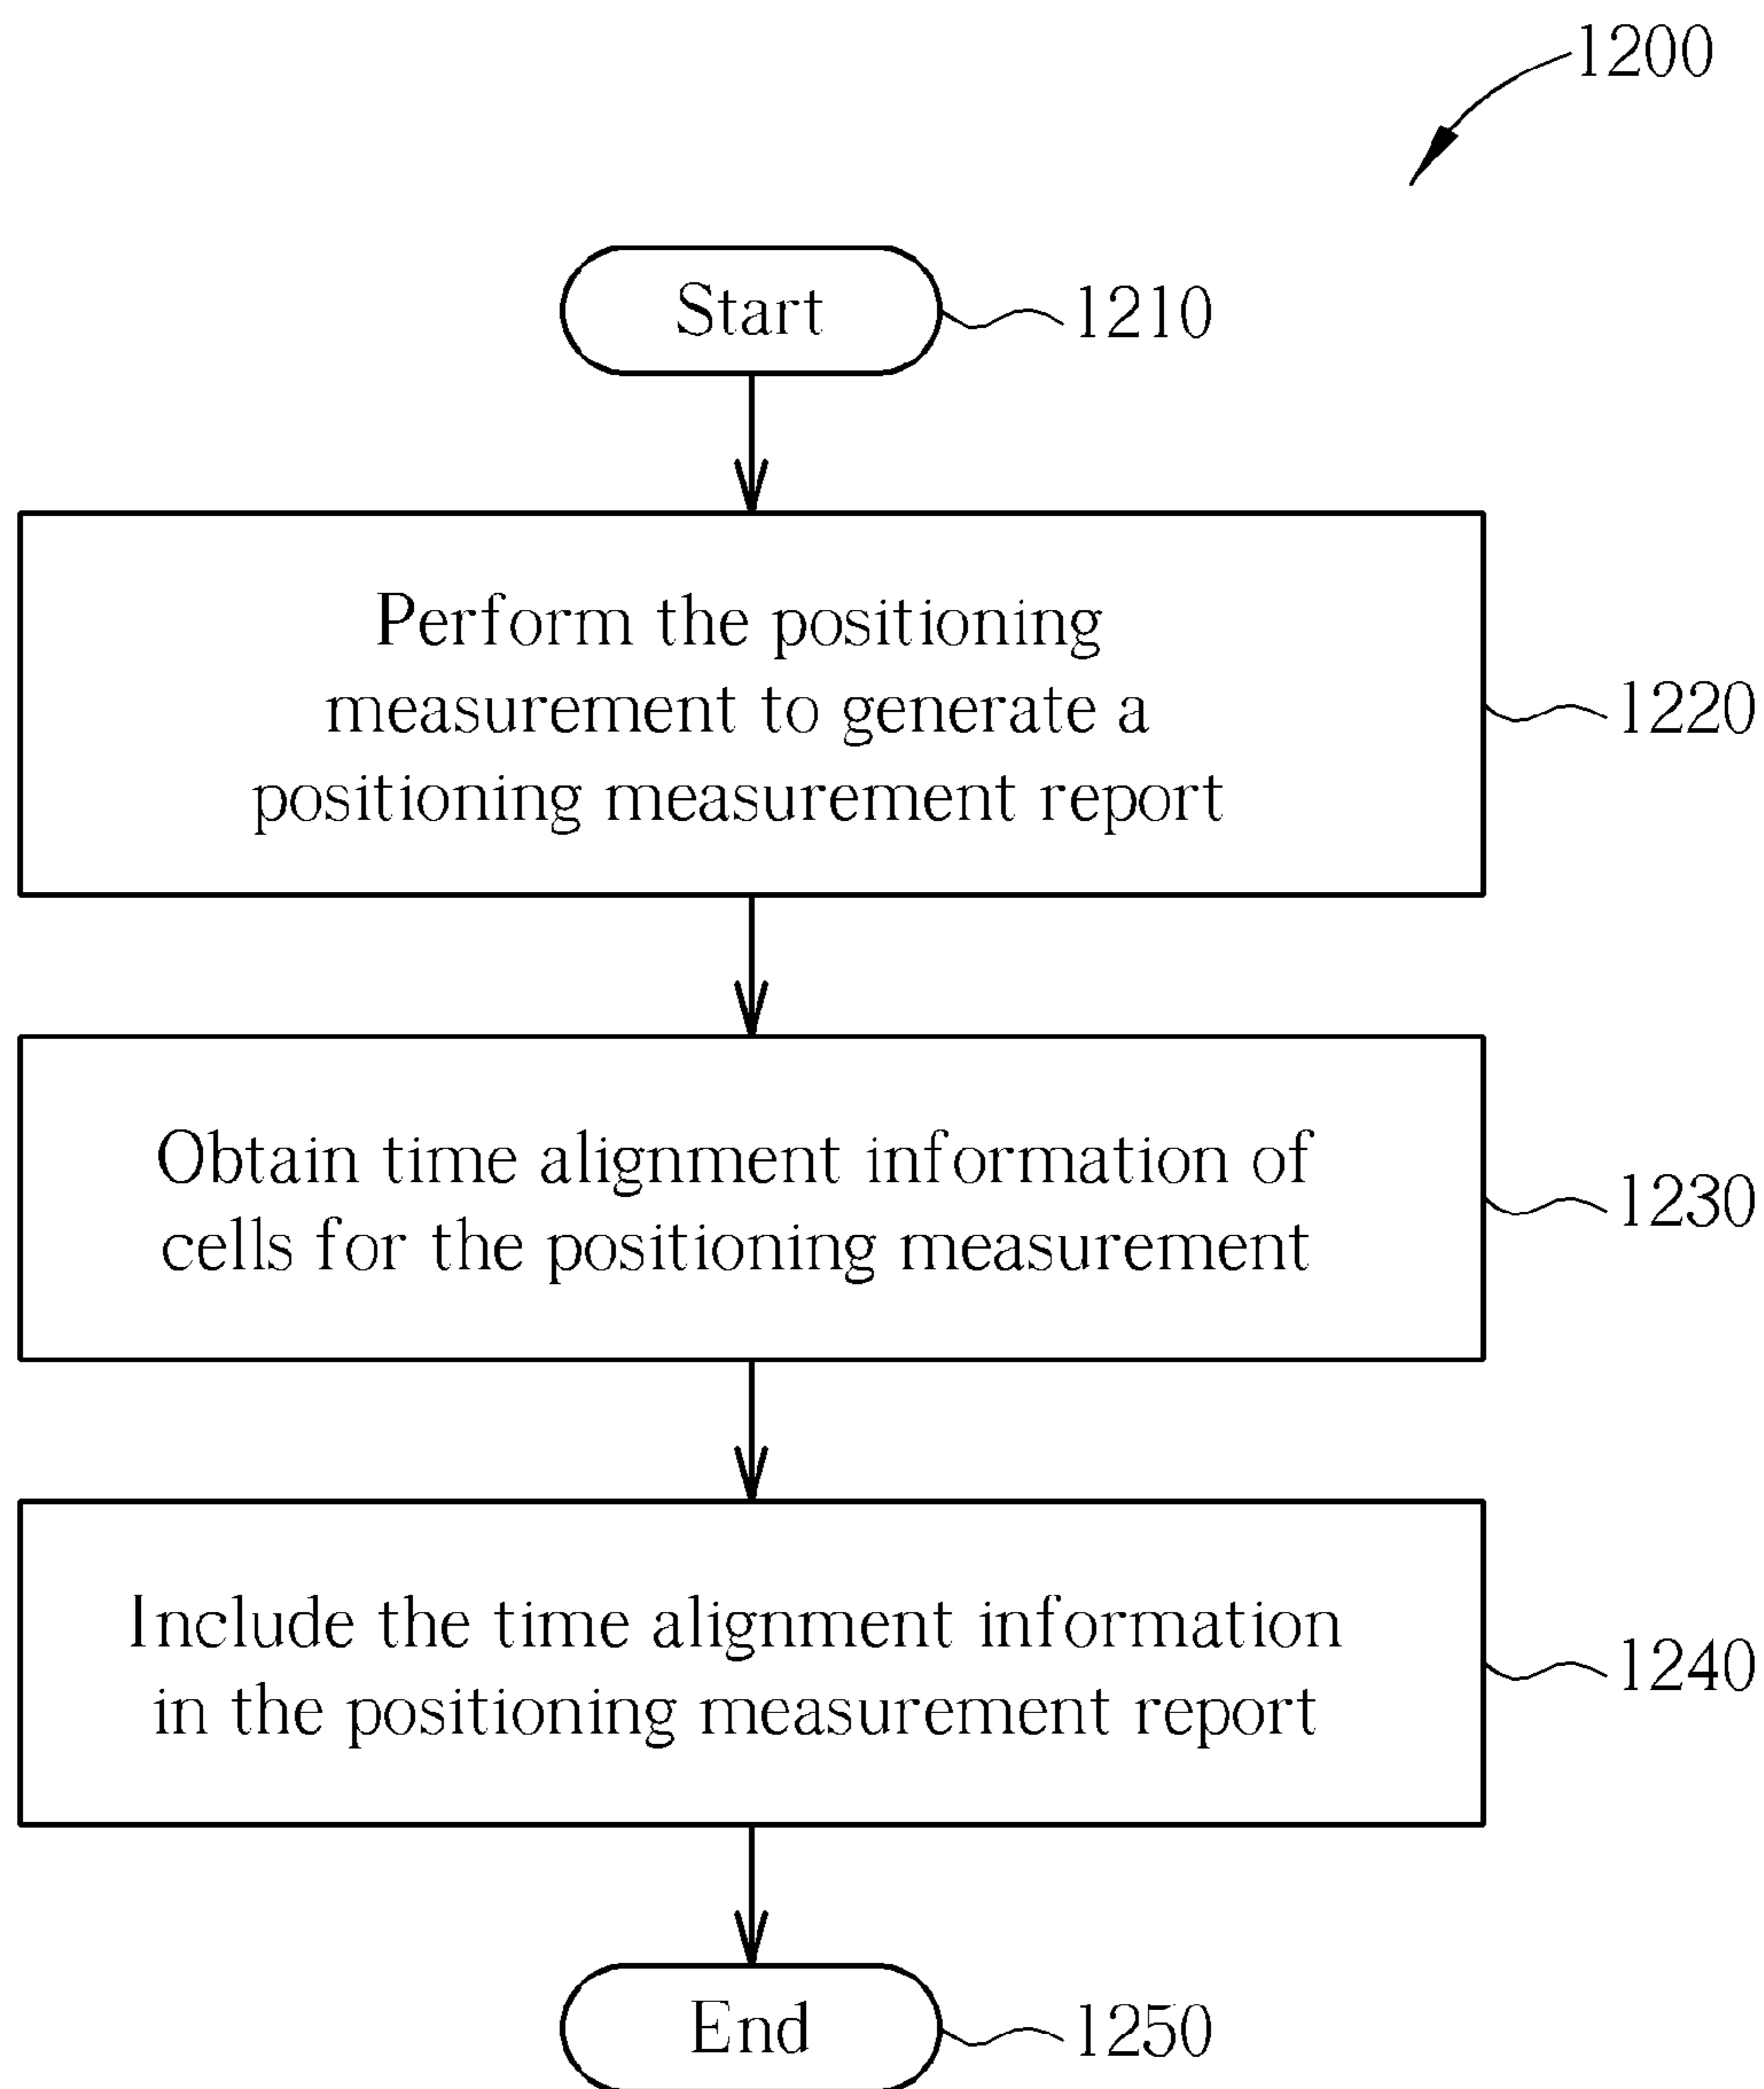 1200
Start
1210
Perform the positioning
measurement to generate a
positioning measurement report
1220
Obtain time alignment information of
cells for the positioning measurement
1230
Include the time alignment information
in the positioning measurement report
1240
End
1250